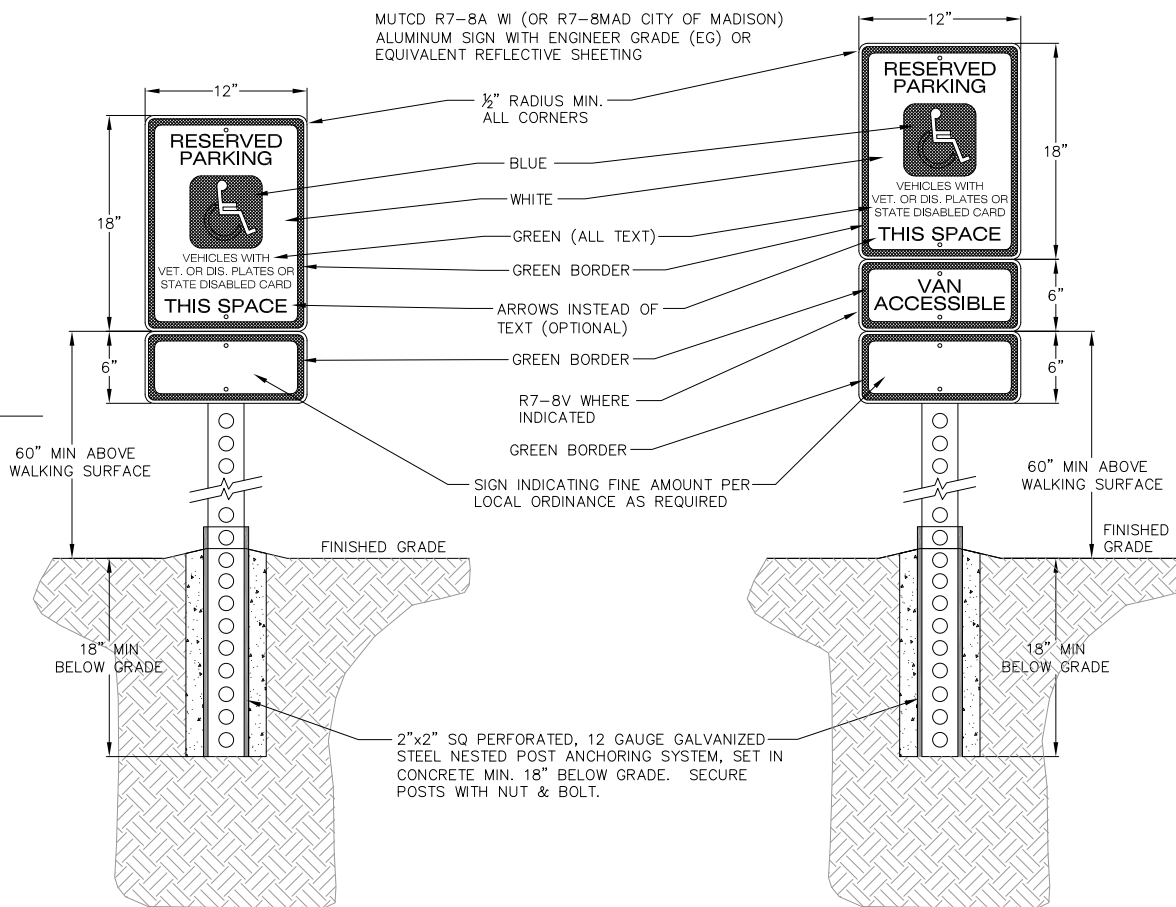 MUTCD R7-8A WI (OR R7-8MAD CITY OF MADISON)
ALUMINUM SIGN WITH ENGINEER GRADE (EG) OR
EQUIVALENT REFLECTIVE SHEETING
12"
12"
½" RADIUS MIN.
ALL CORNERS
BLUE
WHITE
GREEN (ALL TEXT)
GREEN BORDER
ARROWS INSTEAD OF
TEXT (OPTIONAL)
GREEN BORDER
R7-8V WHERE
INDICATED
GREEN BORDER
SIGN INDICATING FINE AMOUNT PER
LOCAL ORDINANCE AS REQUIRED
RESERVED
PARKING
VEHICLES WITH
VET. OR DIS. PLATES OR
STATE DISABLED CARD
THIS SPACE
18"
6"
60" MIN ABOVE
WALKING SURFACE
FINISHED GRADE
18" MIN
BELOW GRADE
RESERVED
PARKING
VEHICLES WITH
VET. OR DIS. PLATES OR
STATE DISABLED CARD
THIS SPACE
VAN
ACCESSIBLE
18"
6"
6"
60" MIN ABOVE
WALKING SURFACE
FINISHED
GRADE
18" MIN
BELOW GRADE
2"x2" SQ PERFORATED, 12 GAUGE GALVANIZED
STEEL NESTED POST ANCHORING SYSTEM, SET IN
CONCRETE MIN. 18" BELOW GRADE. SECURE
POSTS WITH NUT & BOLT.